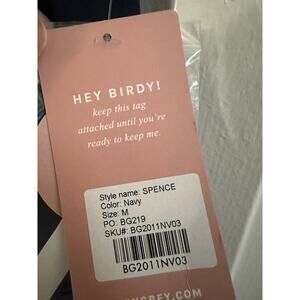 HEY BIRDY!
keep this tag
attached until you're
ready to keep me.
Style name: SPENCE
Color: Navy
Size: M
PO: BG219
SKU#: BG2011NV03
BG2011NV03